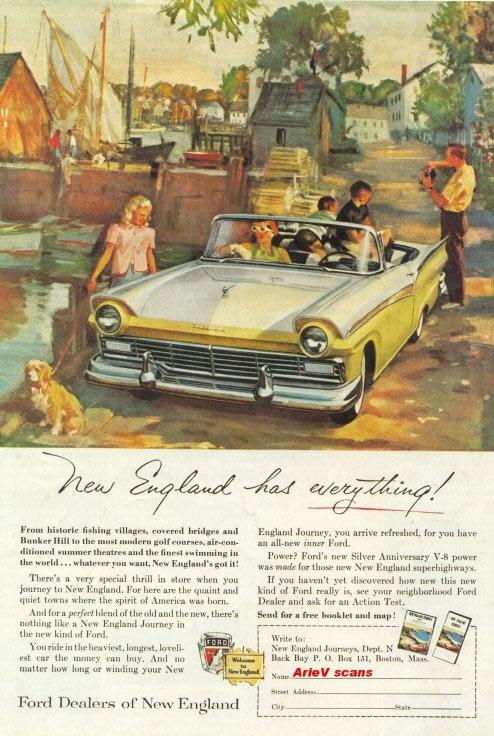 New England has everything!
From historic fishing villages, covered bridges and
Bunker Hill to the most modern golf courses, air-con-
ditioned summer theatres and the finest swimming in
the world . . . whatever you want, New England's got it!
There's a very special thrill in store when you
journey to New England. For here are the quaint and
quiet towns where the spirit of America was born.
And for a perfect blend of the old and the new, there's
nothing like a New England Journey in
the new kind of Ford.
You ride in the heaviest, longest, loveli-
est car the money can buy. And no
matter how long or winding your New
England Journey, you arrive refreshed, for you have
an all-new inner Ford.
Power? Ford's new Silver Anniversary V-8 power
was made for those new New England superhighways.
If you haven't yet discovered how new this new
kind of Ford really is, see your neighborhood Ford
Dealer and ask for an Action Test.
Send for a free booklet and map!
Write to:
New England Journeys, Dept. N
Back Bay P. O. Box 151, Boston, Mass.
Name
ArieV scans
Street Address
City State
FORD
Welcome
to
New England
Ford Dealers of New England